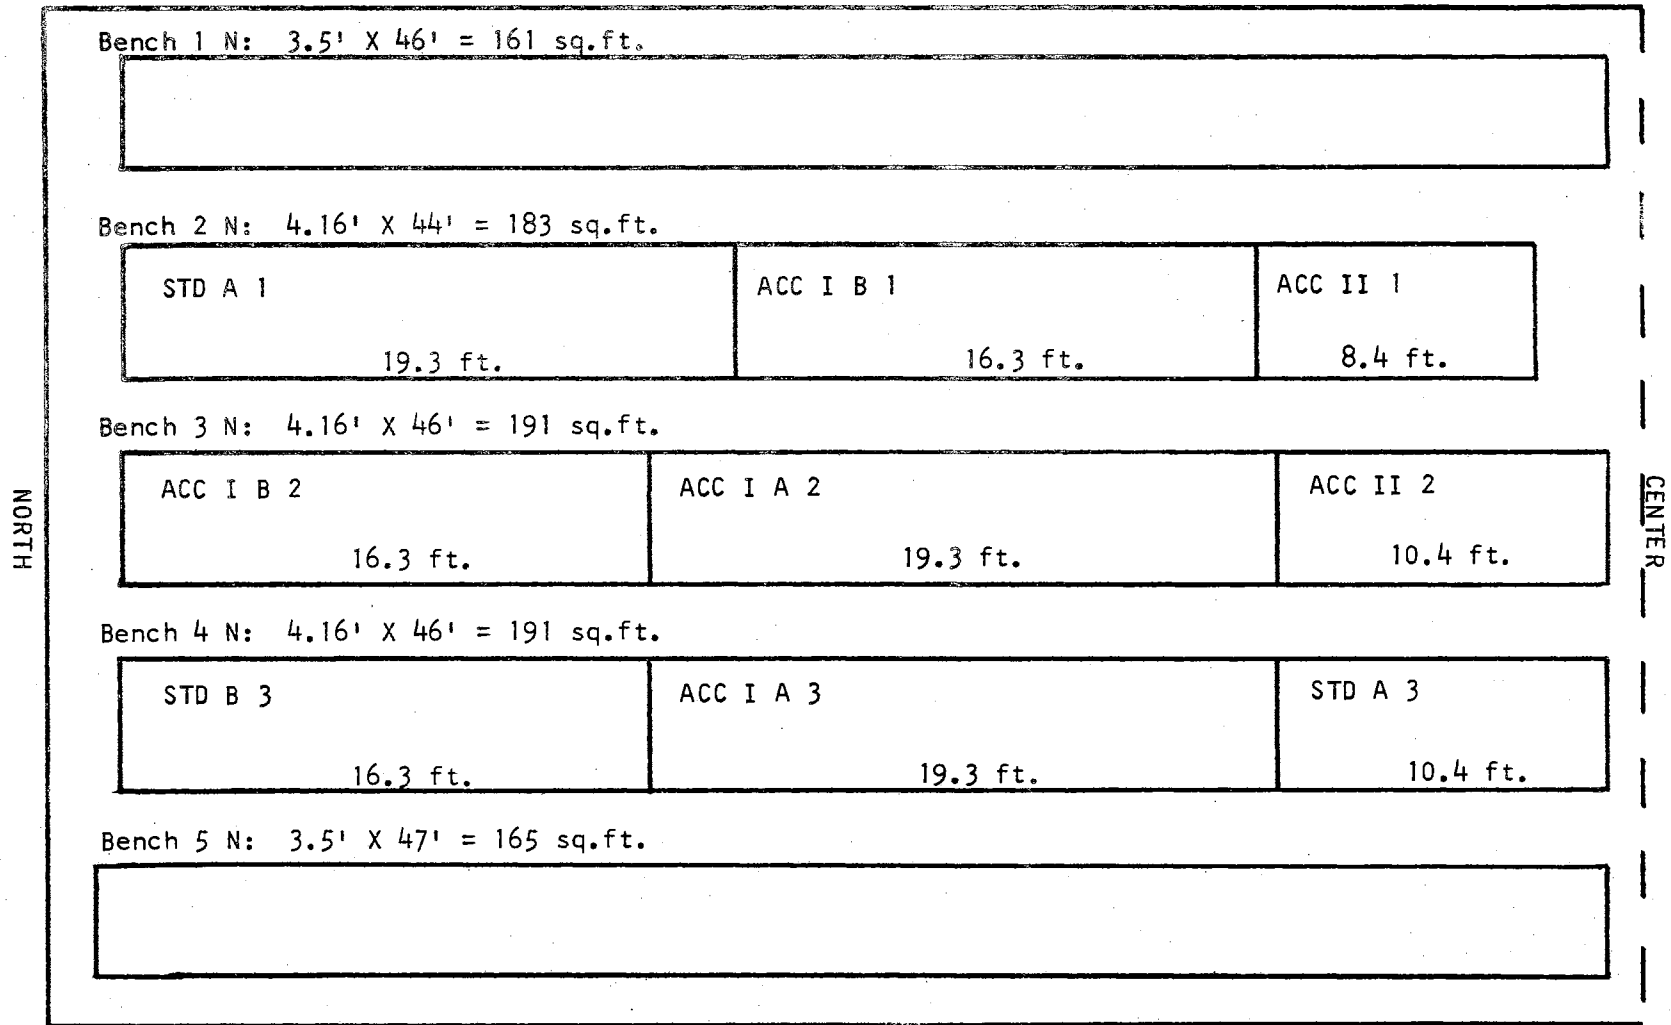 Bench 1 N: 3.5' X 46' = 161 sq.ft.
Bench 2 N: 4.16' X 44' = 183 sq.ft.
STD A 1
ACC I B 1
ACC II 1
19.3 ft.
16.3 ft.
8.4 ft.
Bench 3 N: 4.16' X 46' = 191 sq.ft.
ACC I B 2
ACC I A 2
ACC II 2
16.3 ft.
19.3 ft.
10.4 ft.
NORTH
CENTER
Bench 4 N: 4.16' X 46' = 191 sq.ft.
STD B 3
ACC I A 3
STD A 3
16.3 ft.
19.3 ft.
10.4 ft.
Bench 5 N: 3.5' X 47' = 165 sq.ft.